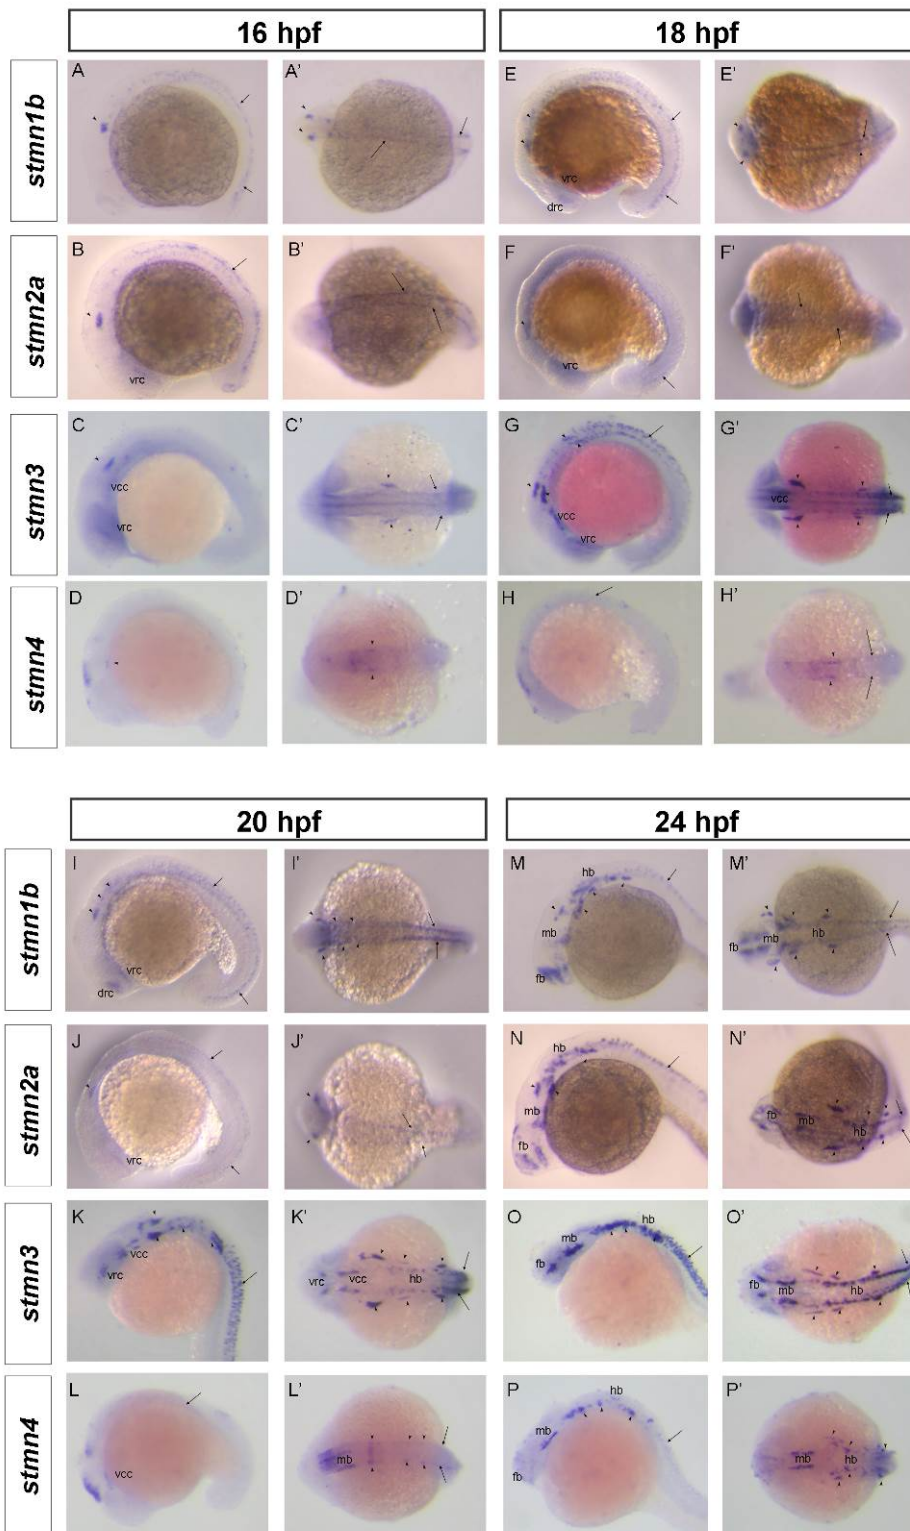 16 hpf 18 hpf
stmn1b A A' E E'
vrc
drc
stmn2a B B' F F'
vrc vrc
stmn3 C C' G G'
vcc vcc vcc
vrc vrc
stmn4 D D' H H'
20 hpf 24 hpf
stmn1b I I' M hb M'
mb fb mb hb
vrc fb
drc
stmn2a J J' N hb N'
mb fb mb hb
vrc fb
stmn3 K K' O hb O'
vcc vrc vcc hb mb fb mb hb
vrc fb
stmn4 L L' P hb P'
mb mb mb hb
vcc fb